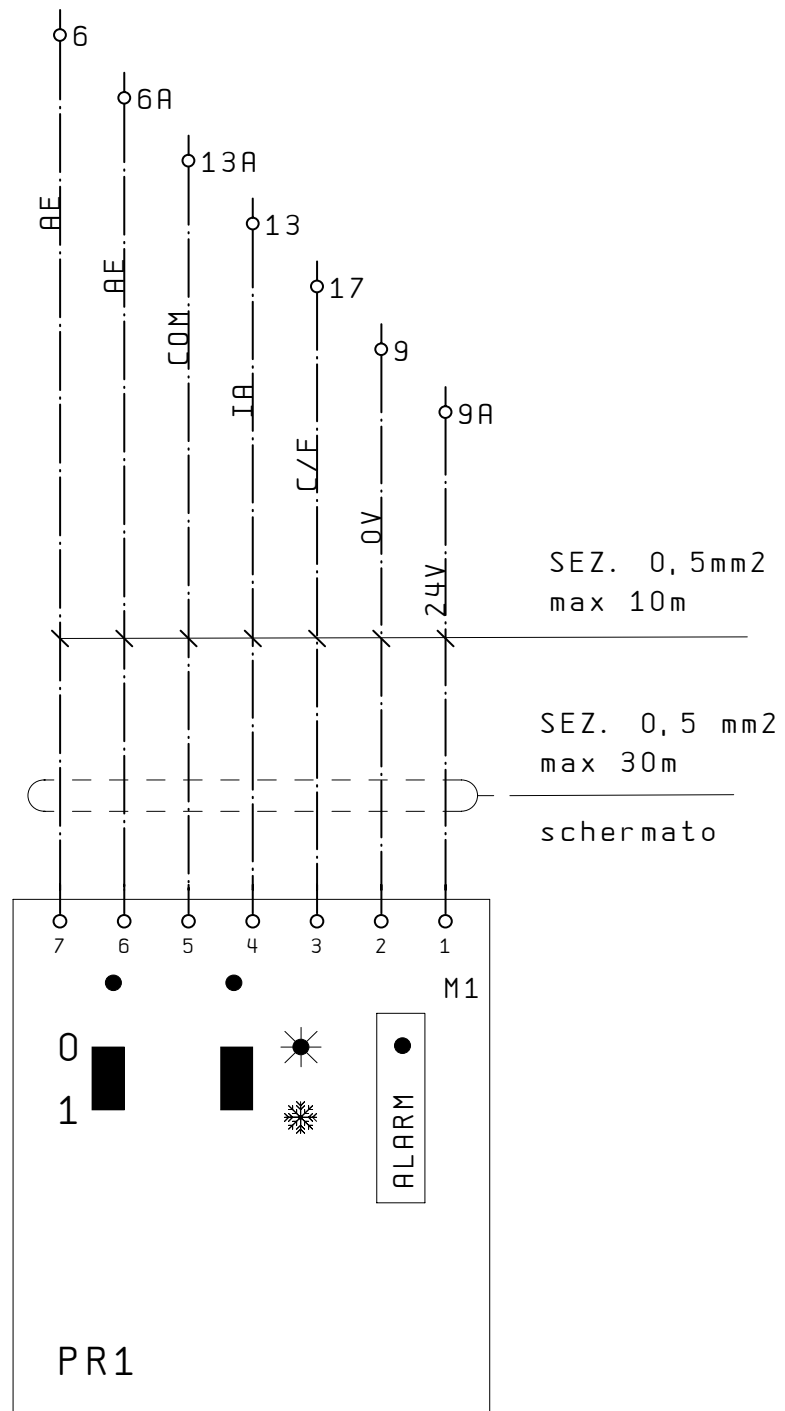 6
6A
13A
13
17
9
9A
AE
AE
COM
IA
C/F
0V
24V
SEZ. 0,5mm2
max 10m
SEZ. 0,5 mm2
max 30m
schermato
7 6 5 4 3 2 1
M1
0
1
ALARM
PR1